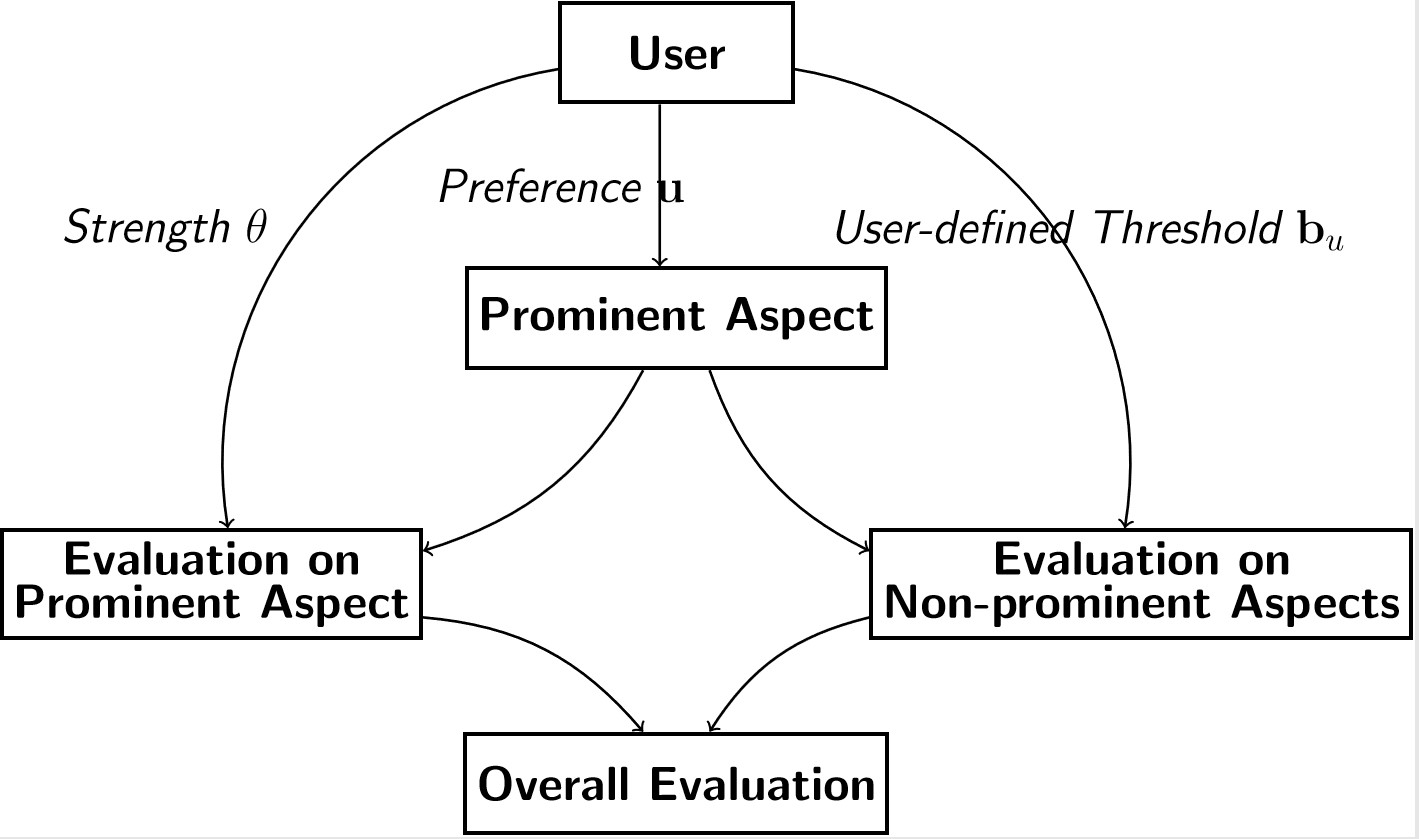 User
Preference u
Strength θ
User-defined Threshold bᵤ
Prominent Aspect
Evaluation on
Prominent Aspect
Evaluation on
Non-prominent Aspects
Overall Evaluation